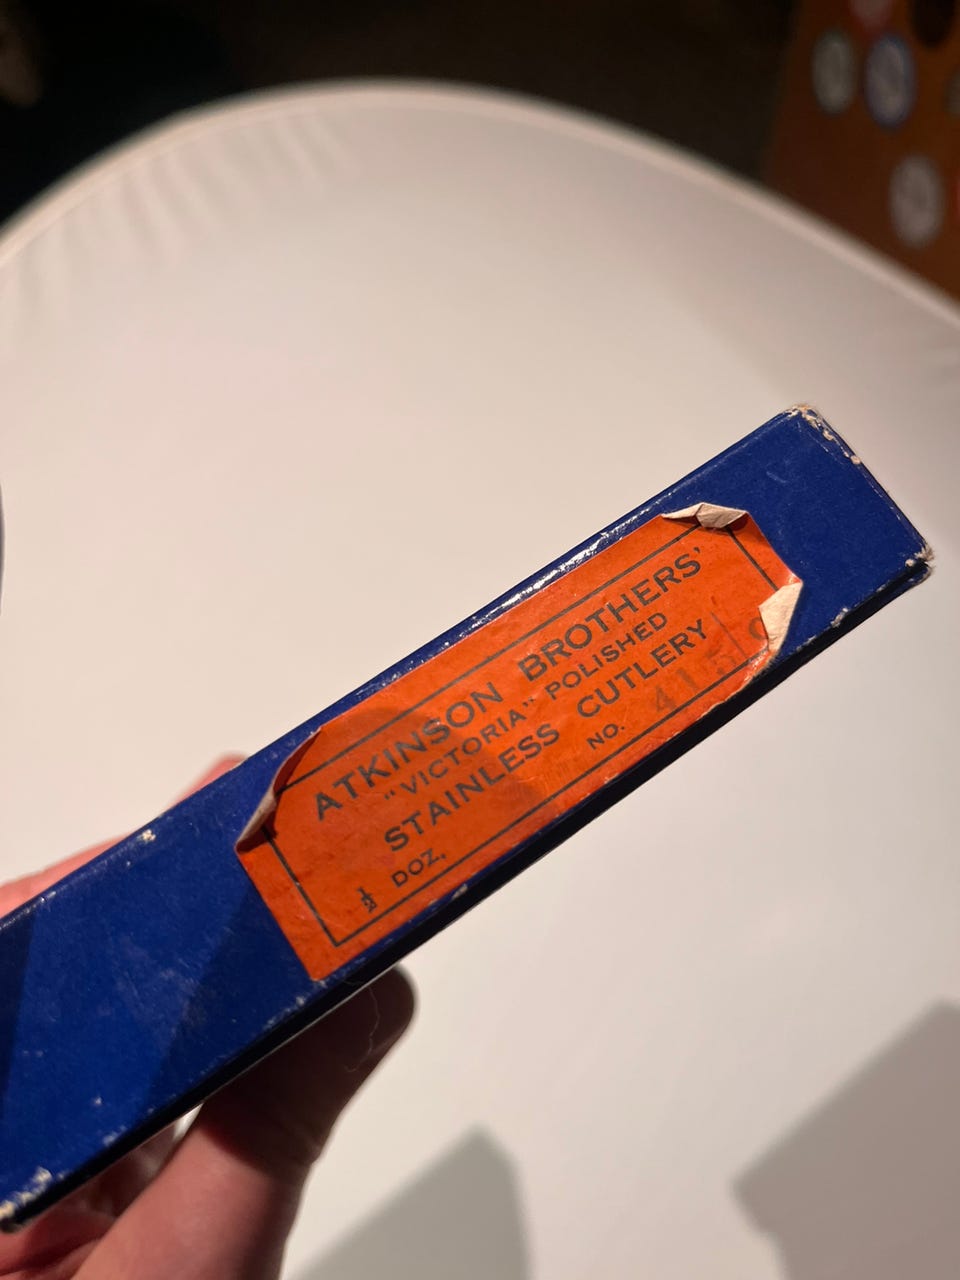 ATKINSON BROTHERS'
"VICTORIA" POLISHED
STAINLESS CUTLERY
½ DOZ. NO.